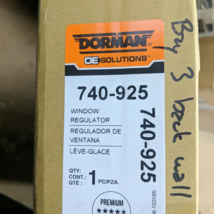 DORMAN
OE SOLUTIONS
740-925
WINDOW
REGULATOR
REGULADOR DE
VENTANA
LÈVE-GLACE
QTY:
CONT.:
QTÉ :
1 PC/PZA.
PREMIUM
740-925
Bay 3 back wall